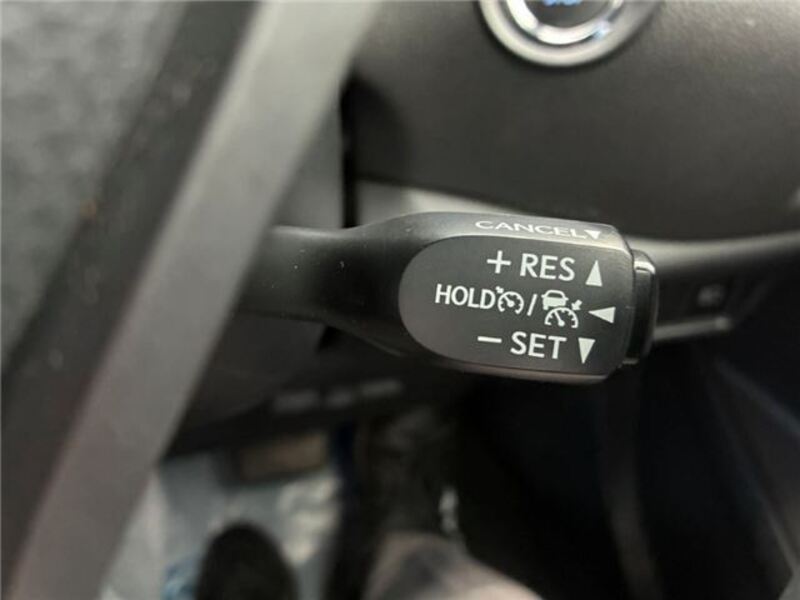 CANCEL▼
+ RES ▲
HOLD / ◀
− SET ▼